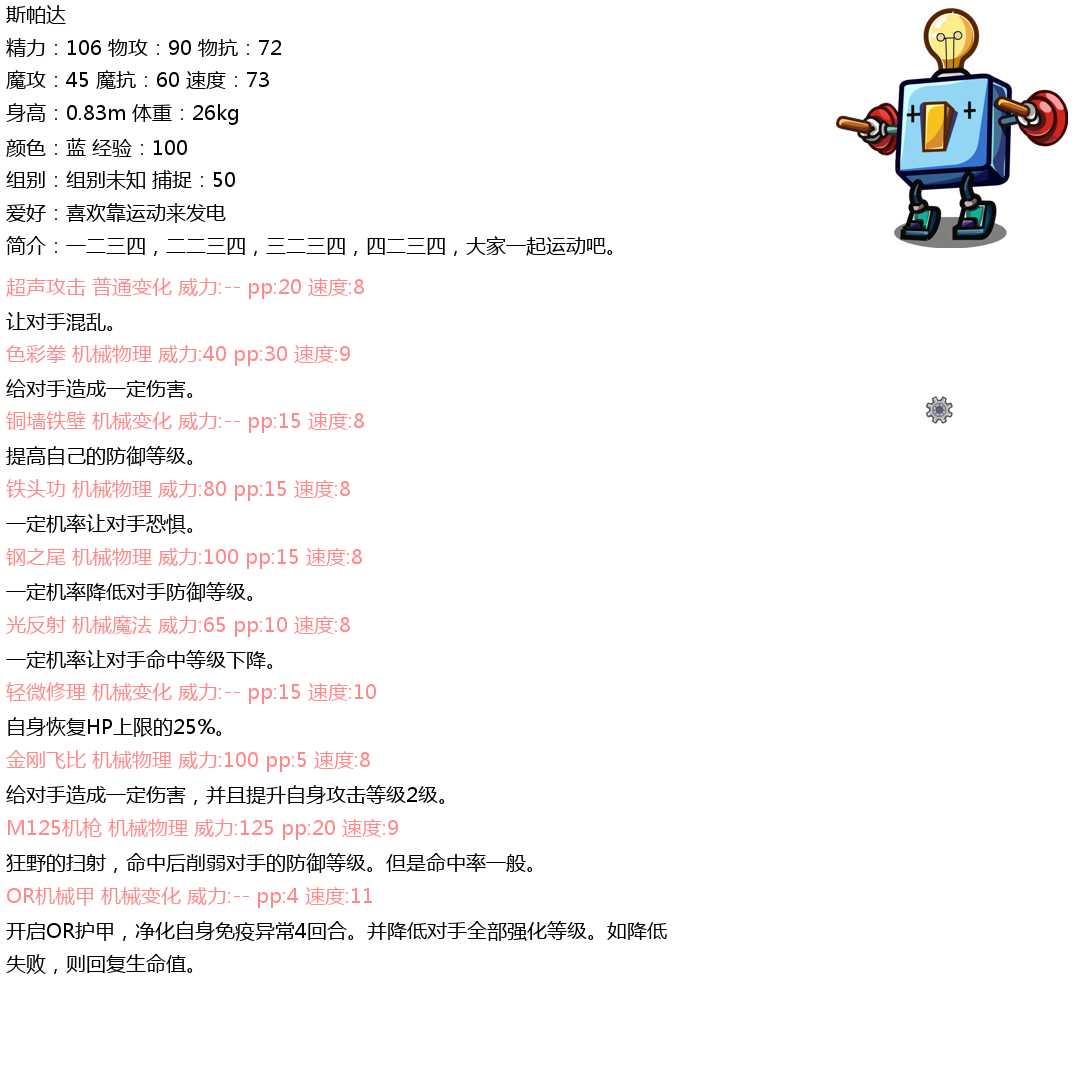 斯帕达
精力：106 物攻：90 物抗：72
魔攻：45 魔抗：60 速度：73
身高：0.83m 体重：26kg
颜色：蓝 经验：100
组别：组别未知 捕捉：50
爱好：喜欢靠运动来发电
简介：一二三四，二二三四，三二三四，四二三四，大家一起运动吧。
超声攻击 普通变化 威力:-- pp:20 速度:8
让对手混乱。
色彩拳 机械物理 威力:40 pp:30 速度:9
给对手造成一定伤害。
铜墙铁壁 机械变化 威力:-- pp:15 速度:8
提高自己的防御等级。
铁头功 机械物理 威力:80 pp:15 速度:8
一定机率让对手恐惧。
钢之尾 机械物理 威力:100 pp:15 速度:8
一定机率降低对手防御等级。
光反射 机械魔法 威力:65 pp:10 速度:8
一定机率让对手命中等级下降。
轻微修理 机械变化 威力:-- pp:15 速度:10
自身恢复HP上限的25%。
金刚飞比 机械物理 威力:100 pp:5 速度:8
给对手造成一定伤害，并且提升自身攻击等级2级。
M125机枪 机械物理 威力:125 pp:20 速度:9
狂野的扫射，命中后削弱对手的防御等级。但是命中率一般。
OR机械甲 机械变化 威力:-- pp:4 速度:11
开启OR护甲，净化自身免疫异常4回合。并降低对手全部强化等级。如降低
失败，则回复生命值。